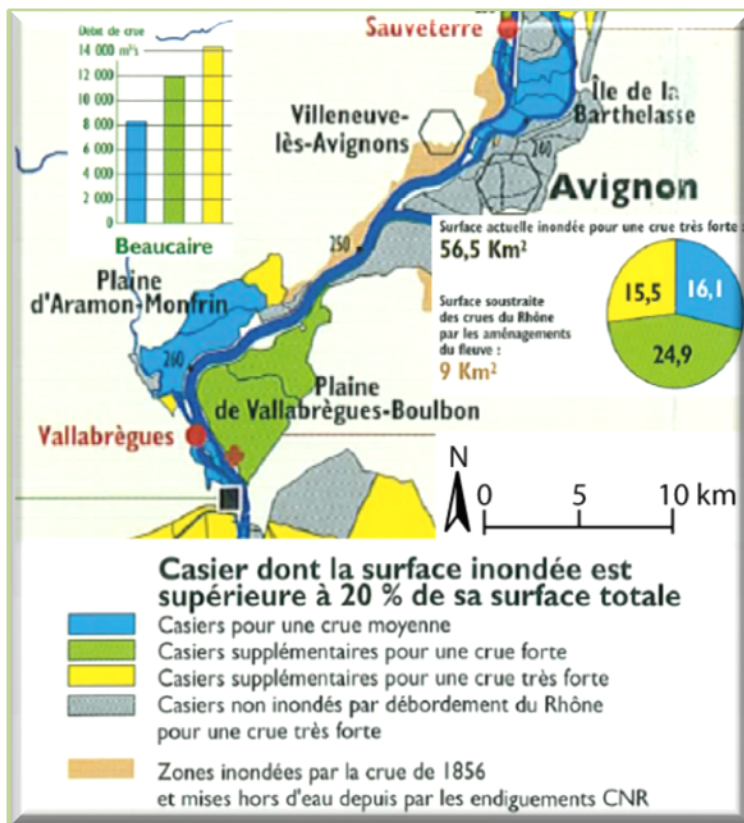 Débit de crue
14 000 m³/s
12 000
10 000
8 000
6 000
4 000
2 000
0
Beaucaire
Sauveterre
Villeneuve-
lès-Avignons
Île de la
Barthelasse
240
Avignon
250
Surface actuelle inondée pour une crue très forte :
56,5 Km²
Surface soustraite
des crues du Rhône
par les aménagements
du fleuve :
9 Km²
15,5
16,1
24,9
Plaine
d'Aramon-Monfrin
260
Plaine
de Vallabrègues-Boulbon
Vallabrègues
N
0 5 10 km
Casier dont la surface inondée est
supérieure à 20 % de sa surface totale
Casiers pour une crue moyenne
Casiers supplémentaires pour une crue forte
Casiers supplémentaires pour une crue très forte
Casiers non inondés par débordement du Rhône
pour une crue très forte
Zones inondées par la crue de 1856
et mises hors d'eau depuis par les endiguements CNR